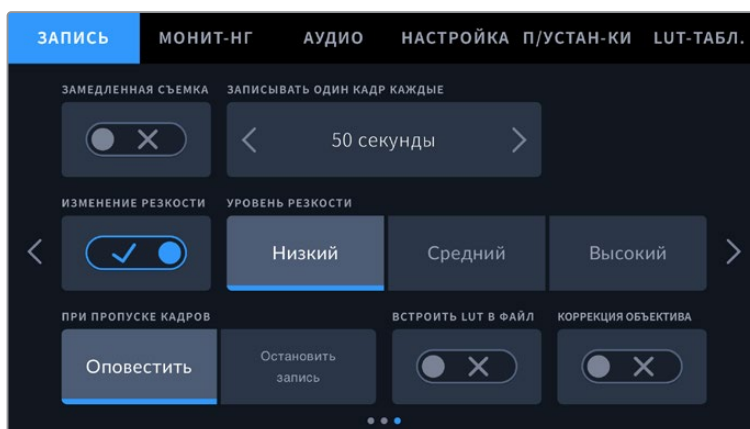 ЗАПИСЬ МОНИТ-НГ АУДИО НАСТРОЙКА П/УСТАН-КИ LUT-ТАБЛ.
ЗАМЕДЛЕННАЯ СЪЕМКА ЗАПИСЫВАТЬ ОДИН КАДР КАЖДЫЕ
50 секунды
ИЗМЕНЕНИЕ РЕЗКОСТИ УРОВЕНЬ РЕЗКОСТИ
Низкий Средний Высокий
ПРИ ПРОПУСКЕ КАДРОВ ВСТРОИТЬ LUT В ФАЙЛ КОРРЕКЦИЯ ОБЪЕКТИВА
Оповестить Остановить
запись